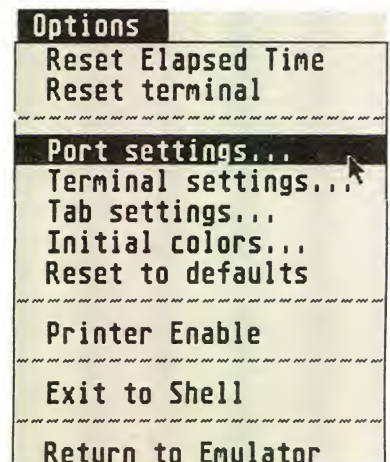 Options
Reset Elapsed Time
Reset terminal
Port settings...
Terminal settings...
Tab settings...
Initial colors...
Reset to defaults
Printer Enable
Exit to Shell
Return to Emulator